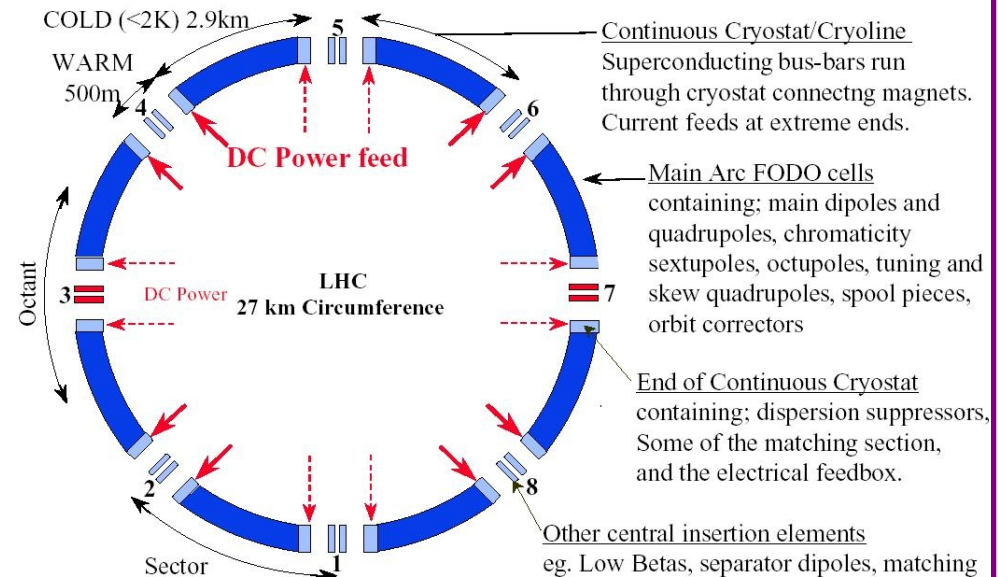 COLD (<2K) 2.9km
WARM
500m
5
4
6
Continuous Cryostat/Cryoline
Superconducting bus-bars run
through cryostat connectng magnets.
Current feeds at extreme ends.
DC Power feed
Main Arc FODO cells
containing; main dipoles and
quadrupoles, chromaticity
sextupoles, octupoles, tuning and
skew quadrupoles, spool pieces,
orbit correctors
Octant
3
DC Power
LHC
27 km Circumference
7
End of Continuous Cryostat
containing; dispersion suppressors,
Some of the matching section,
and the electrical feedbox.
2
8
Sector
1
Other central insertion elements
eg. Low Betas, separator dipoles, matching